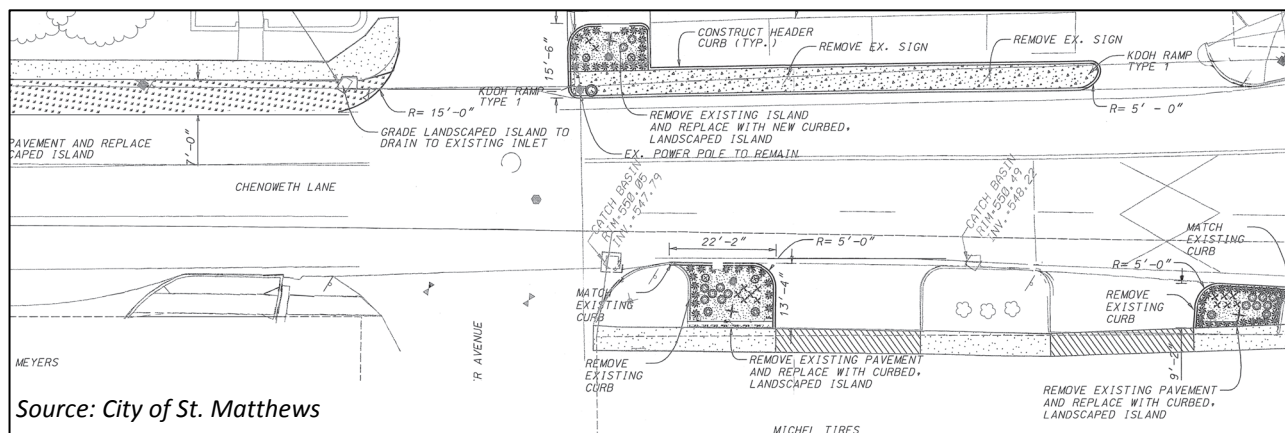 CONSTRUCT HEADER
CURB (TYP.)
REMOVE EX. SIGN
REMOVE EX. SIGN
KDOH RAMP
TYPE 1
15'-6"
KDOH RAMP
TYPE 1
R= 15'-0"
R= 5' - 0"
GRADE LANDSCAPED ISLAND TO
DRAIN TO EXISTING INLET
REMOVE EXISTING ISLAND
AND REPLACE WITH NEW CURBED,
LANDSCAPED ISLAND
EX. POWER POLE TO REMAIN
PAVEMENT AND REPLACE
CAPED ISLAND
CHENOWETH LANE
CATCH BASIN
RIM=550.05
INV.=547.79
CATCH BASIN
RIM=550.49
INV.=548.22
22'-2"
R= 5'-0"
MATCH
EXISTING
CURB
R= 5'-0"
MATCH
EXISTING
CURB
13'-4"
REMOVE
EXISTING
CURB
REMOVE
EXISTING
CURB
MEYERS
R AVENUE
REMOVE EXISTING PAVEMENT
AND REPLACE WITH CURBED,
LANDSCAPED ISLAND
9'-2"
REMOVE EXISTING PAVEMENT
AND REPLACE WITH CURBED,
LANDSCAPED ISLAND
MICHEL TIRES
Source: City of St. Matthews